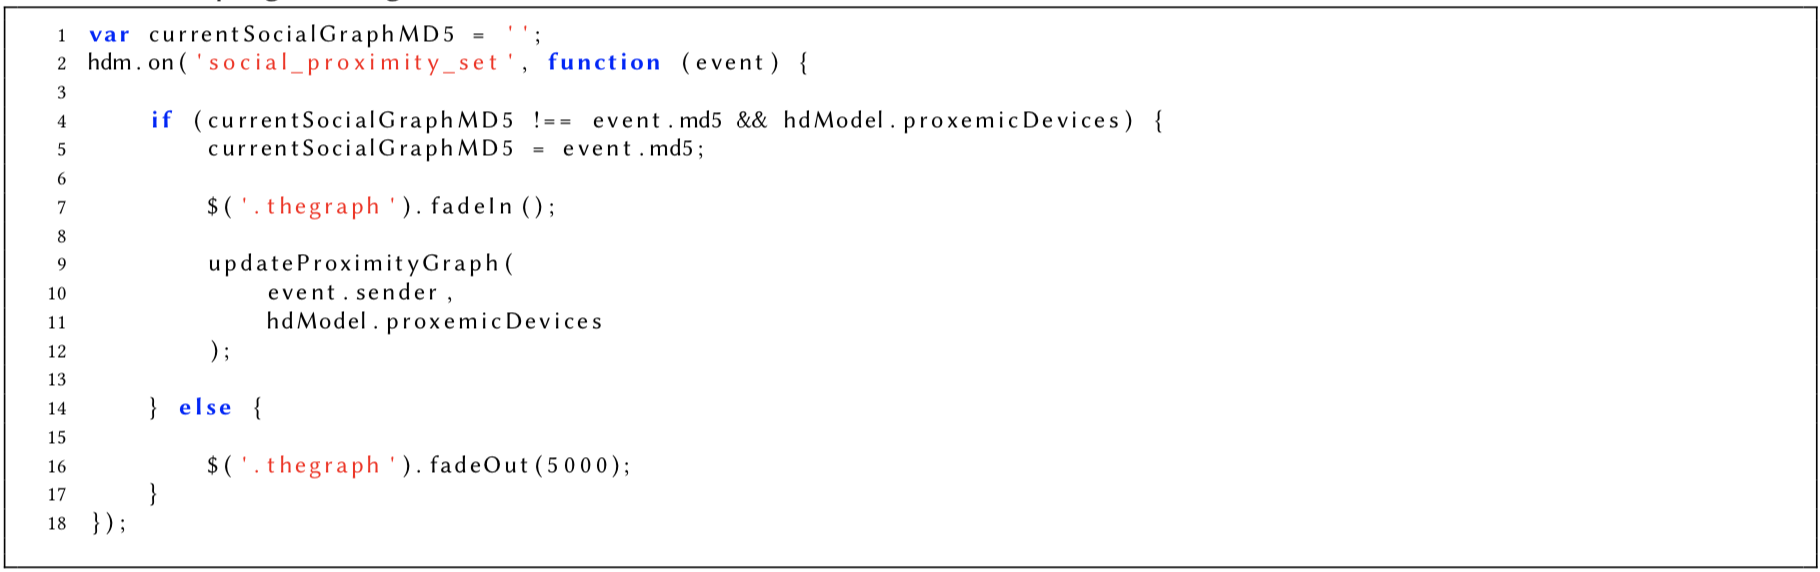 1 var currentSocialGraphMD5 = '';
2 hdm.on('social_proximity_set', function (event) {
3
4 if (currentSocialGraphMD5 !== event.md5 && hdModel.proxemicDevices) {
5 currentSocialGraphMD5 = event.md5;
6
7 $('.thegraph').fadeIn();
8
9 updateProximityGraph(
10 event.sender,
11 hdModel.proxemicDevices
12 );
13
14 } else {
15
16 $('.thegraph').fadeOut(5000);
17 }
18 });